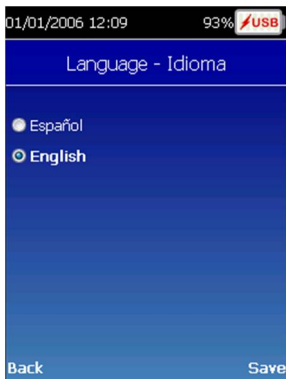 01/01/2006 12:09 93% USB
Language - Idioma
Español
English
Back Save